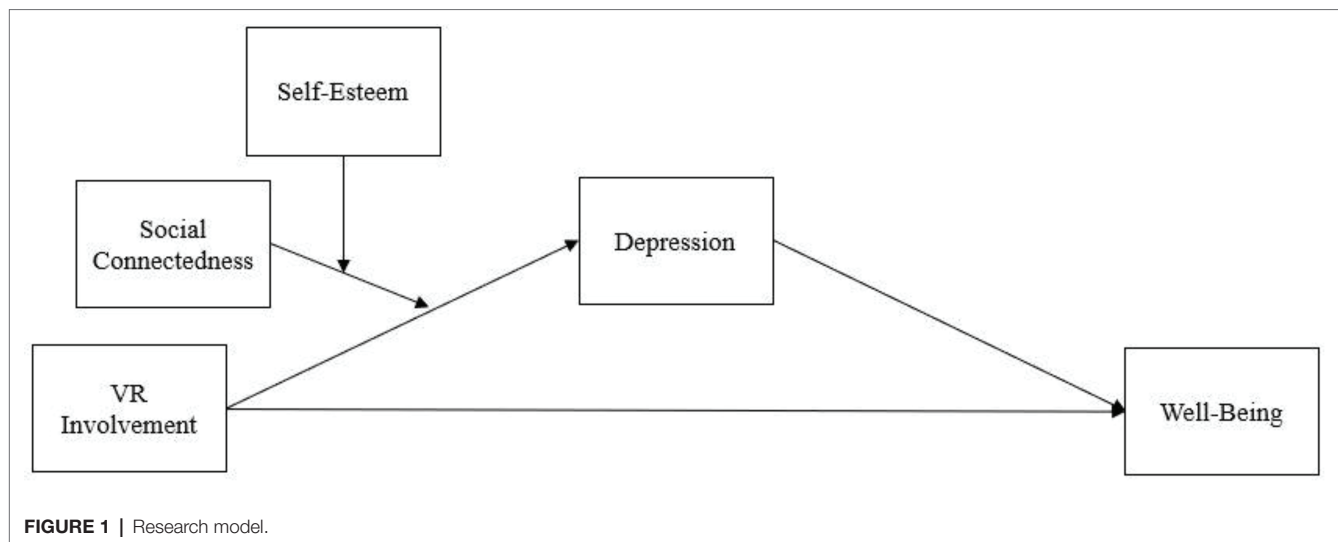 Self-Esteem
Social
Connectedness
Depression
VR
Involvement
Well-Being
FIGURE 1 | Research model.